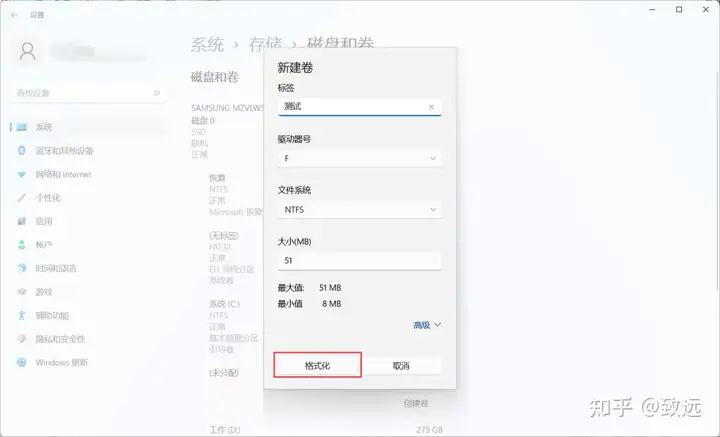 设置
系统 > 存储 > 磁盘和卷
磁盘和卷
查找设置
系统
蓝牙和其他设备
网络和 Internet
个性化
应用
帐户
时间和语言
游戏
辅助功能
隐私和安全性
Windows 更新
SAMSUNG MZVLWS
磁盘 0
SSD
联机
正常
恢复
NTFS
正常
Microsoft 恢复
(无标签)
FAT32
正常
EFI 系统分区
系统卷
系统 (C:)
NTFS
正常
基本数据分区
引导卷
(未分配)
创建卷
工作 (D:)
275 GB
新建卷
标签
测试
驱动器号
F
文件系统
NTFS
大小(MB)
51
最大值: 51 MB
最小值 8 MB
高级
格式化
取消
知乎 @致远